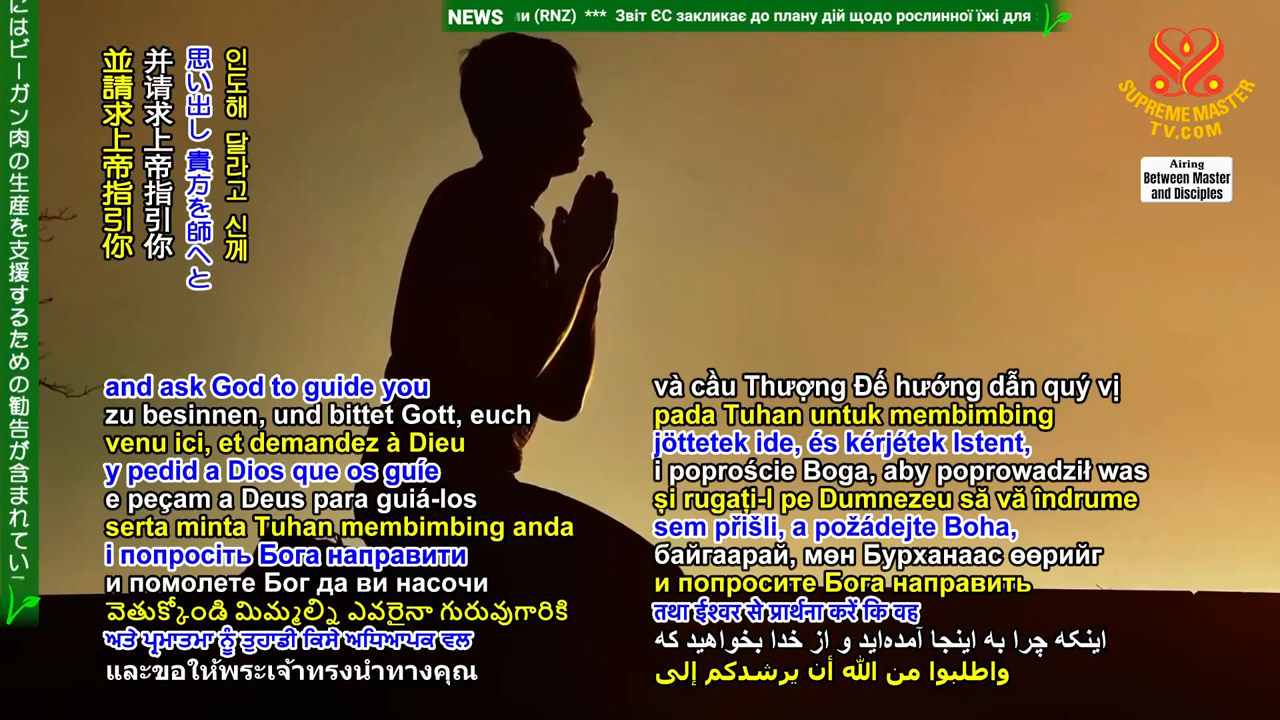 NEWS ли (RNZ) *** Звіт ЄС закликає до плану дій щодо рослинної їжі для
SUPREME MASTER
TV.COM
Airing
Between Master
and Disciples
にはビーガン肉の生産を支援するための勧告が含まれてい
並請求上帝指引你
并请求上帝指引你
思い出し 貴方を師へと
인도해 달라고 신께
and ask God to guide you
zu besinnen, und bittet Gott, euch
venu ici, et demandez à Dieu
y pedid a Dios que os guíe
e peçam a Deus para guiá-los
serta minta Tuhan membimbing anda
і попросіть Бога направити
и помолете Бог да ви насочи
వెతుక్కోండి మిమ్మల్ని ఎవరైనా గురువుగారికి
ਅਤੇ ਪ੍ਰਮਾਤਮਾ ਨੂੰ ਤੁਹਾਡੀ ਕਿਸੇ ਅਧਿਆਪਕ ਵਲ
และขอให้พระเจ้าทรงนำทางคุณ
và cầu Thượng Đế hướng dẫn quý vị
pada Tuhan untuk membimbing
jöttetek ide, és kérjétek Istent,
i poproście Boga, aby poprowadził was
și rugați-l pe Dumnezeu să vă îndrume
sem přišli, a požádejte Boha,
байгаарай, мөн Бурханаас өөрийг
и попросите Бога направить
तथा ईश्वर से प्रार्थना करें कि वह
اینکه چرا به اینجا آمده‌اید و از خدا بخواهید که
واطلبوا من الله أن يرشدكم إلى